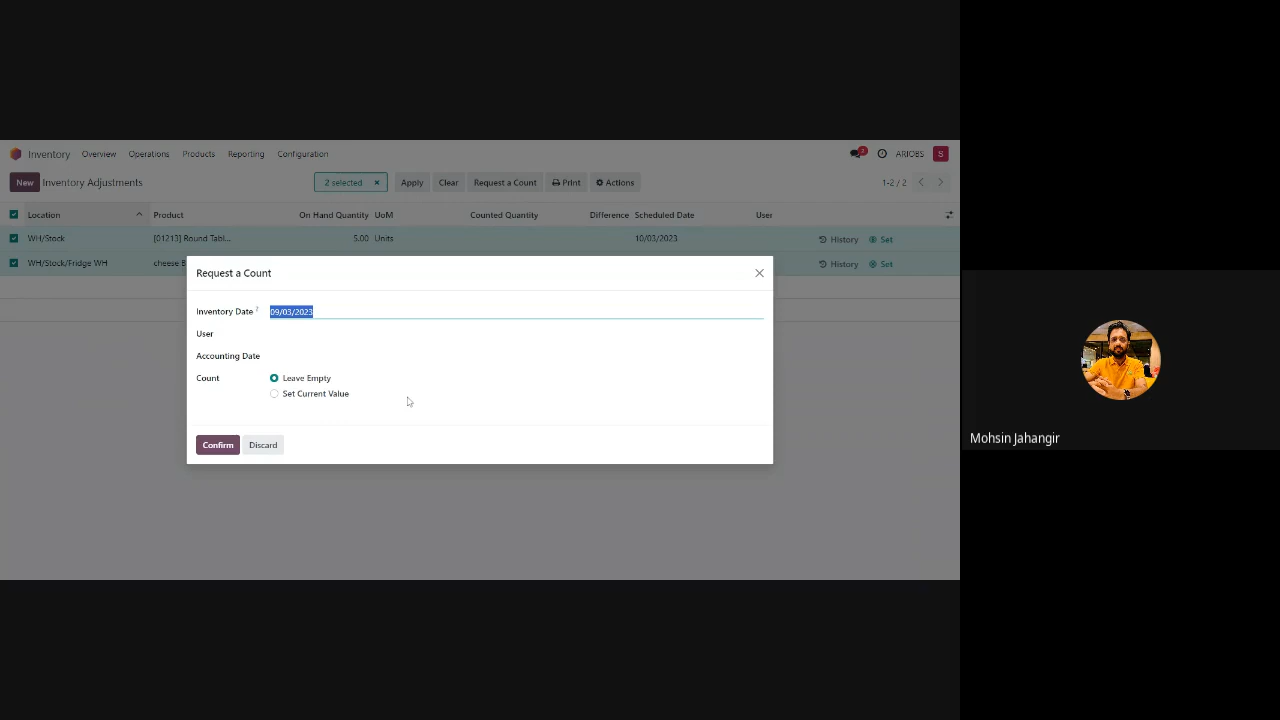 Inventory Overview Operations Products Reporting Configuration 2 ARIOBS S
New Inventory Adjustments 2 selected × Apply Clear Request a Count Print Actions 1-2 / 2
Location Product On Hand Quantity UoM Counted Quantity Difference Scheduled Date User
WH/Stock [01213] Round Tabl... 5.00 Units 10/03/2023 History Set
WH/Stock/Fridge WH cheese History Set
Request a Count
Inventory Date ? 09/03/2023
User
Accounting Date
Count Leave Empty
Set Current Value
Confirm Discard
Mohsin Jahangir